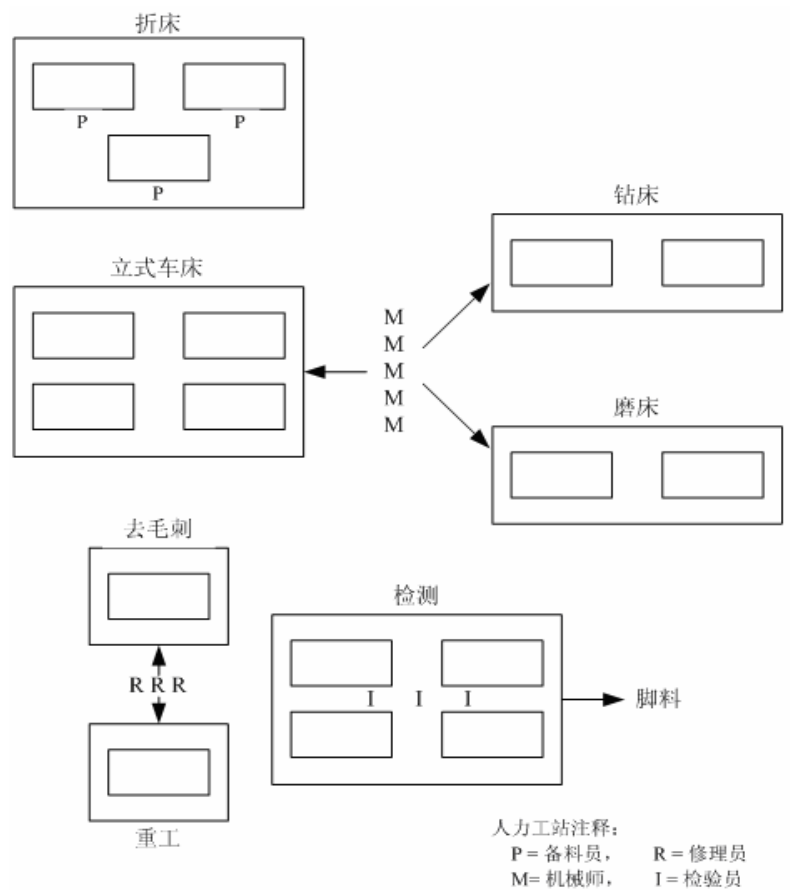 折床
P
P
P
钻床
立式车床
M
M
M
M
M
磨床
去毛刺
检测
R R R
I I I
脚料
重工
人力工站注释:
P = 备料员， R = 修理员
M= 机械师， I = 检验员